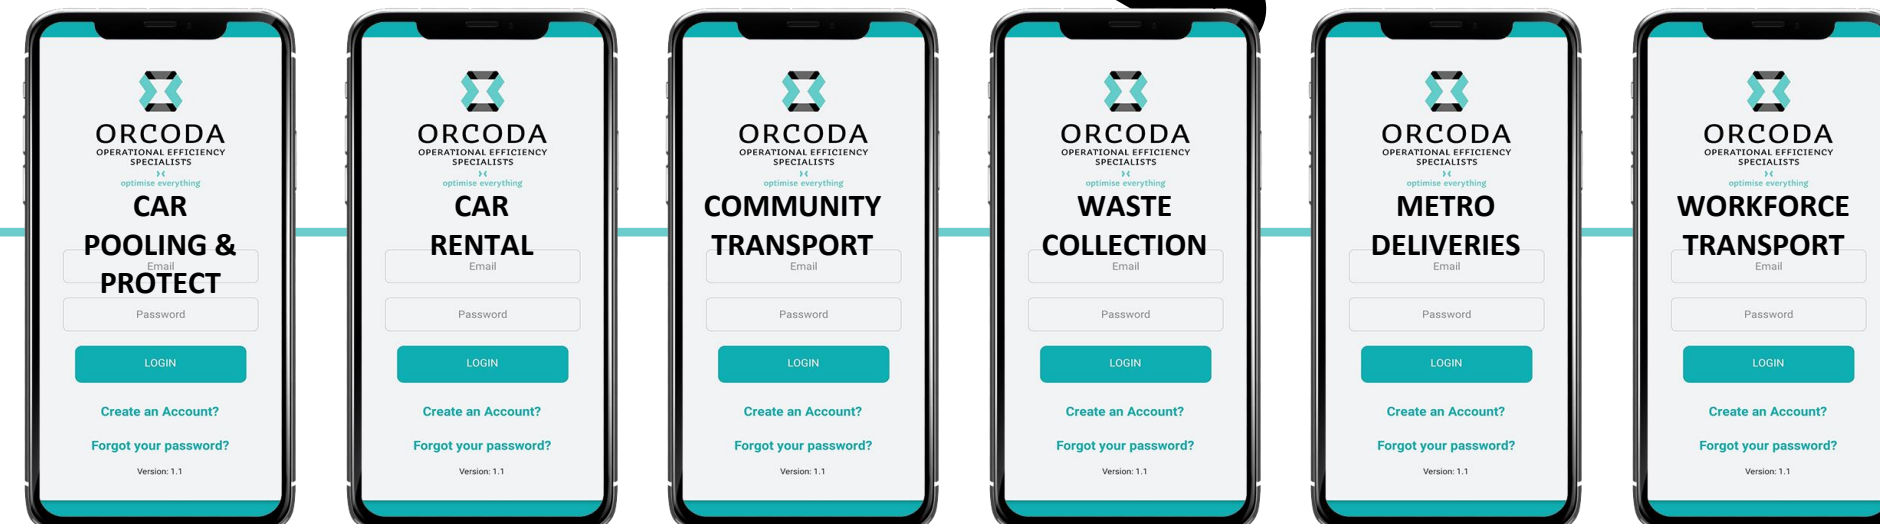 ORCODA
OPERATIONAL EFFICIENCY
SPECIALISTS
optimise everything
CAR
POOLING &
PROTECT
Email
Password
LOGIN
Create an Account?
Forgot your password?
Version: 1.1
ORCODA
OPERATIONAL EFFICIENCY
SPECIALISTS
optimise everything
CAR
RENTAL
Email
Password
LOGIN
Create an Account?
Forgot your password?
Version: 1.1
ORCODA
OPERATIONAL EFFICIENCY
SPECIALISTS
optimise everything
COMMUNITY
TRANSPORT
Email
Password
LOGIN
Create an Account?
Forgot your password?
Version: 1.1
ORCODA
OPERATIONAL EFFICIENCY
SPECIALISTS
optimise everything
WASTE
COLLECTION
Email
Password
LOGIN
Create an Account?
Forgot your password?
Version: 1.1
ORCODA
OPERATIONAL EFFICIENCY
SPECIALISTS
optimise everything
METRO
DELIVERIES
Email
Password
LOGIN
Create an Account?
Forgot your password?
Version: 1.1
ORCODA
OPERATIONAL EFFICIENCY
SPECIALISTS
optimise everything
WORKFORCE
TRANSPORT
Email
Password
LOGIN
Create an Account?
Forgot your password?
Version: 1.1